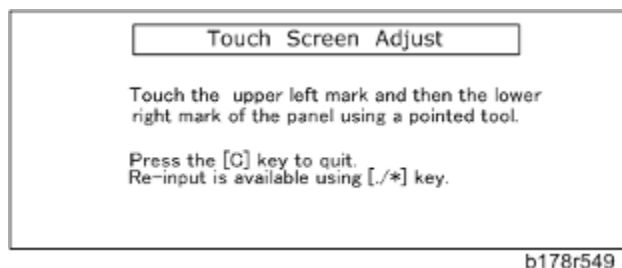 Touch Screen Adjust
Touch the upper left mark and then the lower
right mark of the panel using a pointed tool.
Press the [C] key to quit.
Re-input is available using [./*] key.
b178r549